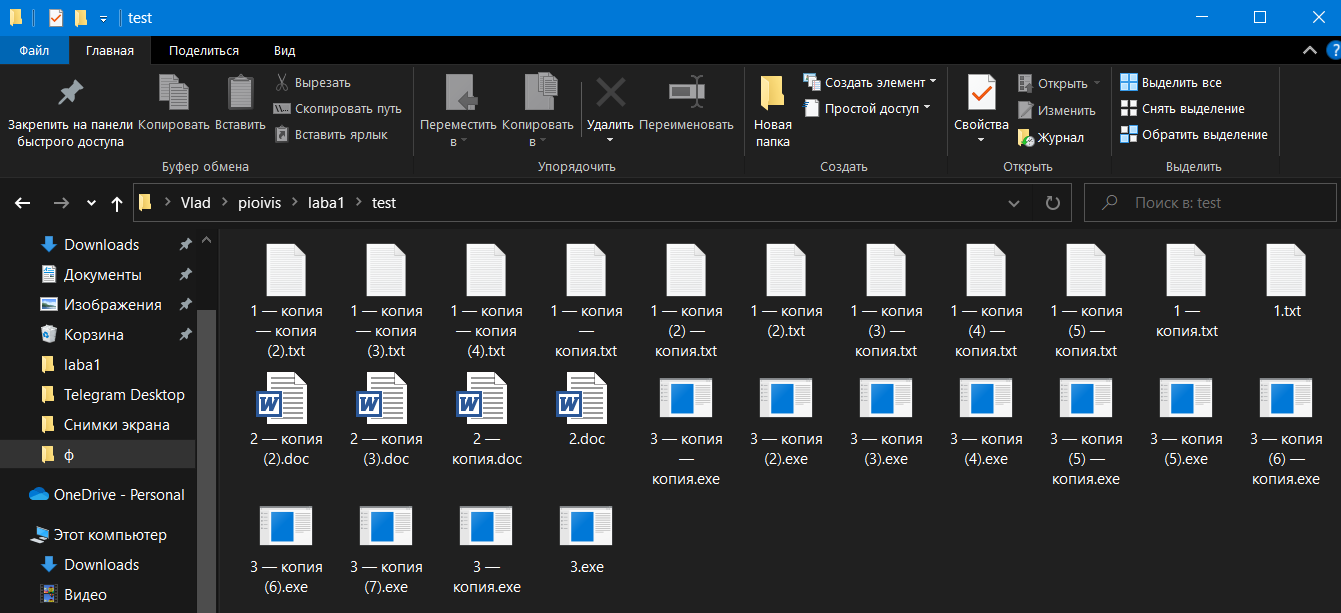 test
Файл Главная Поделиться Вид
Закрепить на панели
быстрого доступа
Копировать
Вставить
Вырезать
Скопировать путь
Вставить ярлык
Буфер обмена
Переместить
в
Копировать
в
Удалить
Переименовать
Упорядочить
Новая
папка
Создать элемент
Простой доступ
Создать
Свойства
Открыть
Изменить
Журнал
Открыть
Выделить все
Снять выделение
Обратить выделение
Выделить
Vlad > pioivis > laba1 > test
Поиск в: test
Downloads
Документы
Изображения
Корзина
laba1
Telegram Desktop
Снимки экрана
ф
OneDrive - Personal
Этот компьютер
Downloads
Видео
1 — копия
— копия
(2).txt
1 — копия
— копия
(3).txt
1 — копия
— копия
(4).txt
1 — копия
—
копия.txt
1 — копия
(2) —
копия.txt
1 — копия
(2).txt
1 — копия
(3) —
копия.txt
1 — копия
(4) —
копия.txt
1 — копия
(5) —
копия.txt
1 —
копия.txt
1.txt
2 — копия
(2).doc
2 — копия
(3).doc
2 —
копия.doc
2.doc
3 — копия
—
копия.exe
3 — копия
(2).exe
3 — копия
(3).exe
3 — копия
(4).exe
3 — копия
(5) —
копия.exe
3 — копия
(5).exe
3 — копия
(6) —
копия.exe
3 — копия
(6).exe
3 — копия
(7).exe
3 —
копия.exe
3.exe